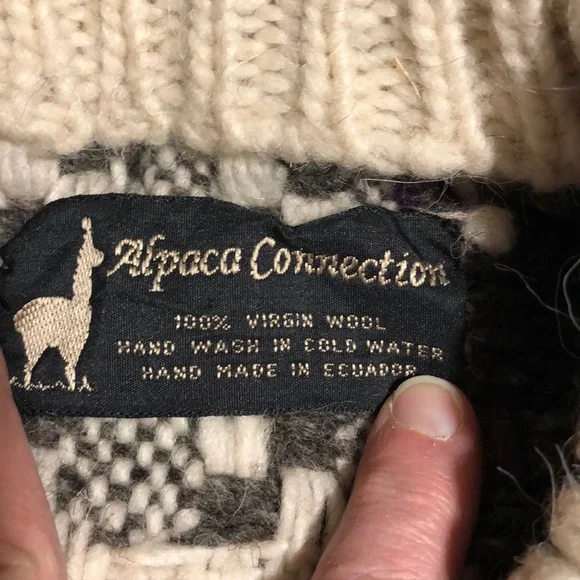 Alpaca Connection
100% VIRGIN WOOL
HAND WASH IN COLD WATER
HAND MADE IN ECUADOR